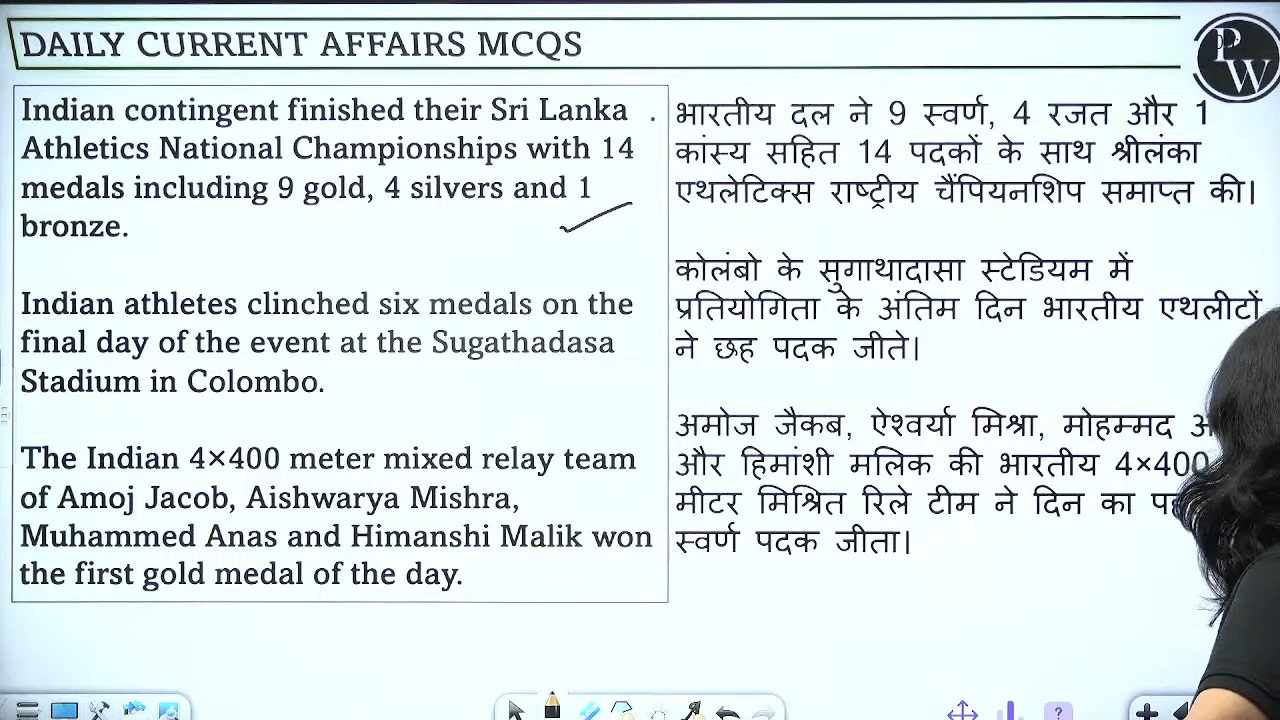 DAILY CURRENT AFFAIRS MCQS
PW
Indian contingent finished their Sri Lanka
Athletics National Championships with 14
medals including 9 gold, 4 silvers and 1
bronze.
Indian athletes clinched six medals on the
final day of the event at the Sugathadasa
Stadium in Colombo.
The Indian 4×400 meter mixed relay team
of Amoj Jacob, Aishwarya Mishra,
Muhammed Anas and Himanshi Malik won
the first gold medal of the day.
. भारतीय दल ने 9 स्वर्ण, 4 रजत और 1
कांस्य सहित 14 पदकों के साथ श्रीलंका
एथलेटिक्स राष्ट्रीय चैंपियनशिप समाप्त की।
कोलंबो के सुगाथादासा स्टेडियम में
प्रतियोगिता के अंतिम दिन भारतीय एथलीटों
ने छह पदक जीते।
अमोज जैकब, ऐश्वर्या मिश्रा, मोहम्मद
और हिमांशी मलिक की भारतीय 4×400
मीटर मिश्रित रिले टीम ने दिन का
स्वर्ण पदक जीता।